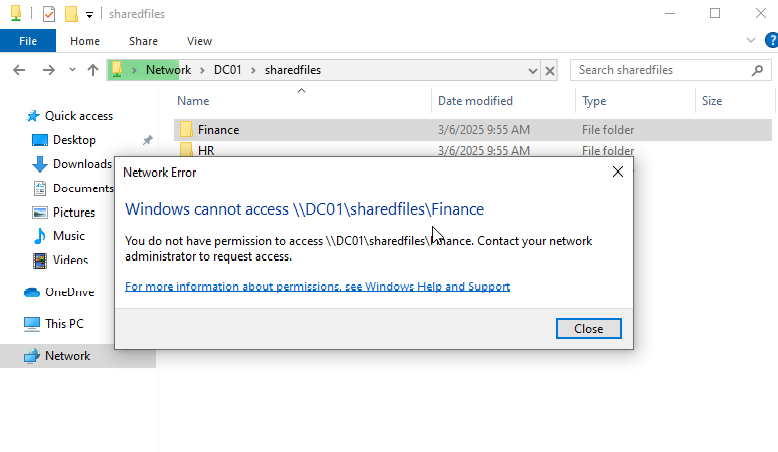 sharedfiles
File Home Share View
Network DC01 sharedfiles Search sharedfiles
Name Date modified Type Size
Quick access
Desktop
Downloads
Documents
Pictures
Music
Videos
OneDrive
This PC
Network
Finance 3/6/2025 9:55 AM File folder
HR 3/6/2025 9:55 AM File folder
Network Error
Windows cannot access \\DC01\sharedfiles\Finance
You do not have permission to access \\DC01\sharedfiles\Finance. Contact your network
administrator to request access.
For more information about permissions, see Windows Help and Support
Close